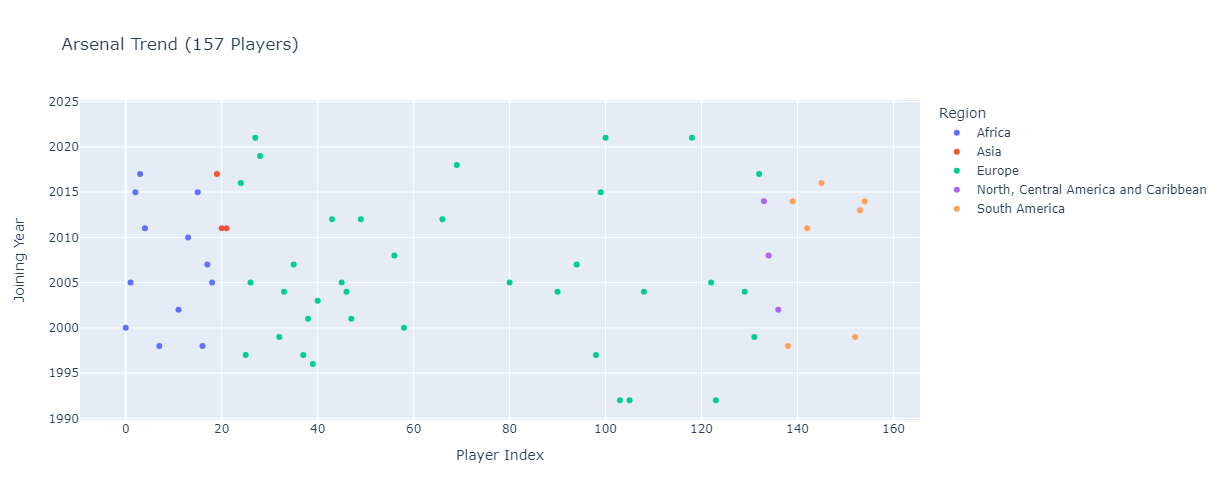 Arsenal Trend (157 Players)
Region
Africa
Asia
Europe
North, Central America and Caribbean
South America
Joining Year
2025
2020
2015
2010
2005
2000
1995
1990
0 20 40 60 80 100 120 140 160
Player Index